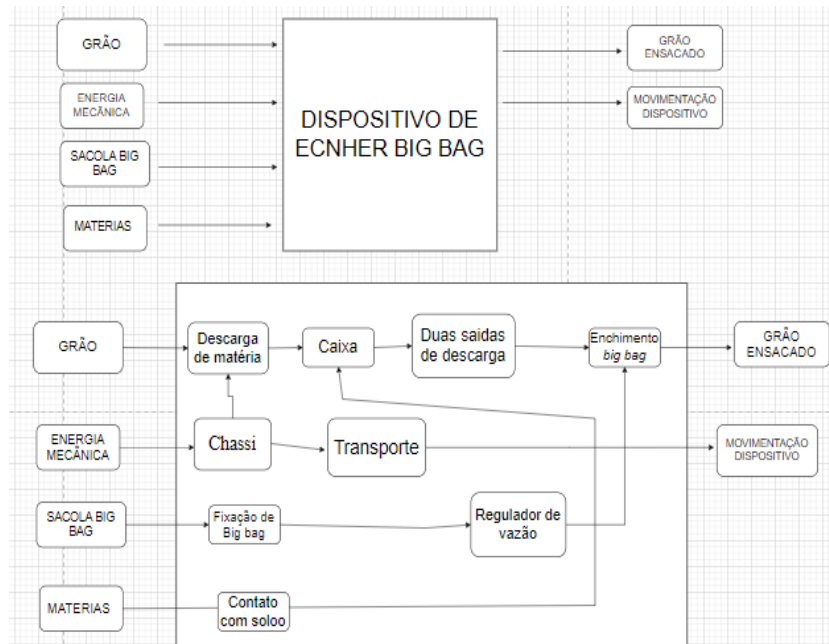 GRÃO
GRÃO
ENSACADO
ENERGIA
MECÂNICA
MOVIMENTAÇÃO
DISPOSITIVO
DISPOSITIVO DE
ECNHER BIG BAG
SACOLA BIG
BAG
MATERIAS
GRÃO
Descarga
de matéria
Caixa
Duas saidas
de descarga
Enchimento
big bag
GRÃO
ENSACADO
ENERGIA
MECÂNICA
Chassi
Transporte
MOVIMENTAÇÃO
DISPOSITIVO
SACOLA BIG
BAG
Fixação de
Big bag
Regulador de
vazão
MATERIAS
Contato
com soloo